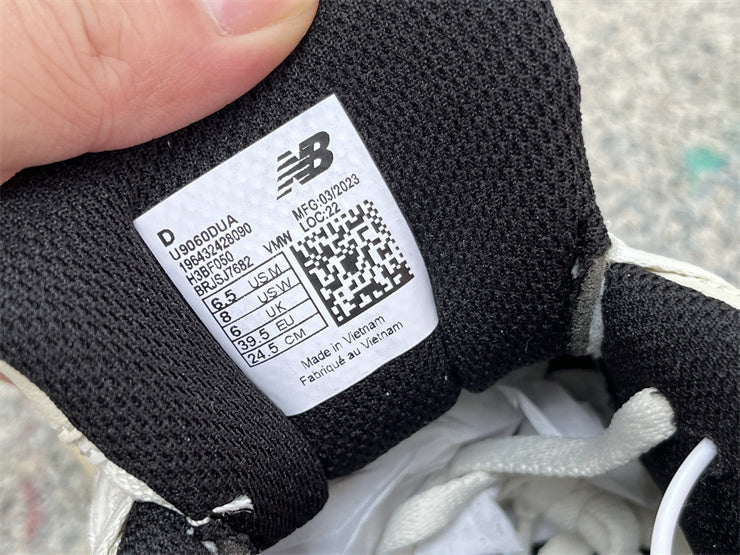 NB
D
U9060DUA
196432428090
H3BF050
BRJSJ7682 VMW
MFG:03/2023
LOC:22
6.5 US.M
8 US.W
6 UK
39.5 EU
24.5 CM
Made in Vietnam
Fabriqué au Vietnam